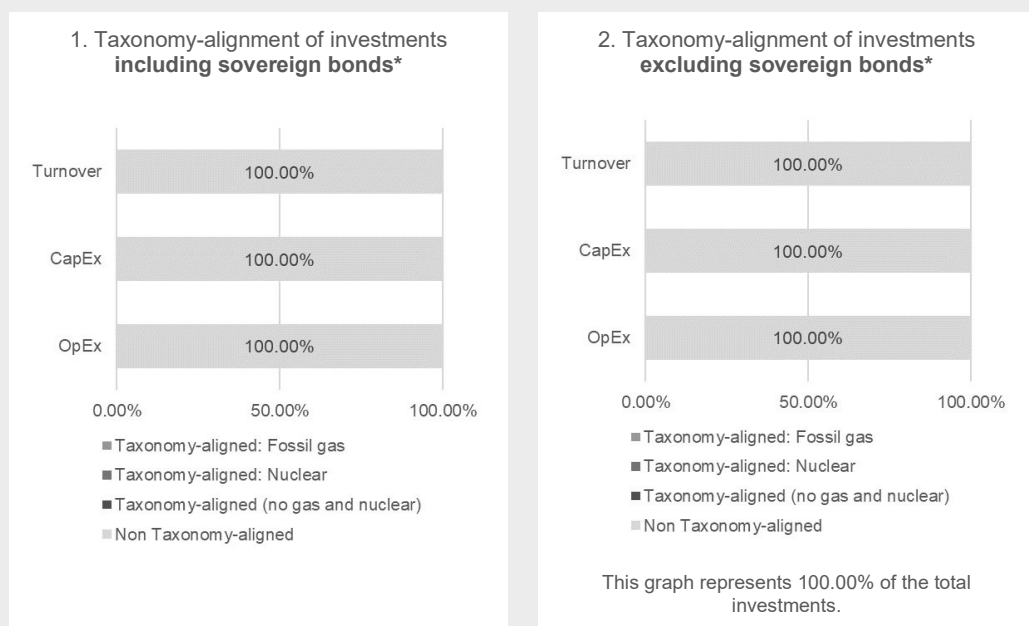 1. Taxonomy-alignment of investments
including sovereign bonds*
Turnover
100.00%
CapEx
100.00%
OpEx
100.00%
0.00%
50.00%
100.00%
Taxonomy-aligned: Fossil gas
Taxonomy-aligned: Nuclear
Taxonomy-aligned (no gas and nuclear)
Non Taxonomy-aligned
2. Taxonomy-alignment of investments
excluding sovereign bonds*
Turnover
100.00%
CapEx
100.00%
OpEx
100.00%
0.00%
50.00%
100.00%
Taxonomy-aligned: Fossil gas
Taxonomy-aligned: Nuclear
Taxonomy-aligned (no gas and nuclear)
Non Taxonomy-aligned
This graph represents 100.00% of the total
investments.